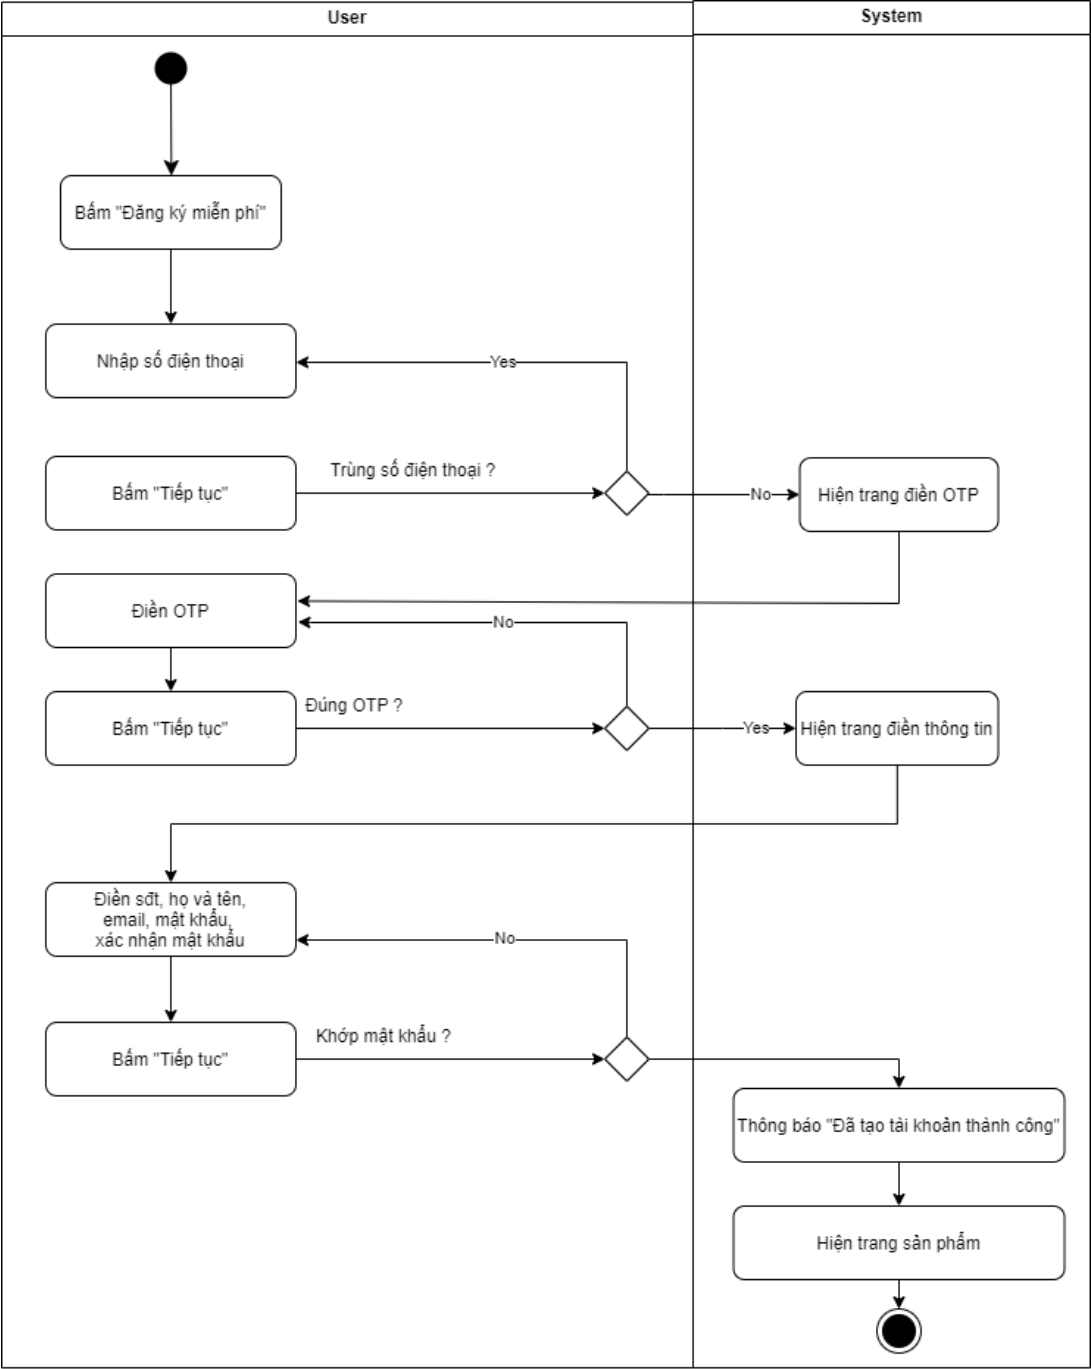 User
System
Bấm "Đăng ký miễn phí"
Nhập số điện thoại
Yes
Trùng số điện thoại ?
Bấm "Tiếp tục"
No
Hiện trang điền OTP
Điền OTP
No
Đúng OTP ?
Bấm "Tiếp tục"
Yes
Hiện trang điền thông tin
Điền sđt, họ và tên,
email, mật khẩu,
xác nhận mật khẩu
No
Khớp mật khẩu ?
Bấm "Tiếp tục"
Thông báo "Đã tạo tài khoản thành công"
Hiện trang sản phẩm